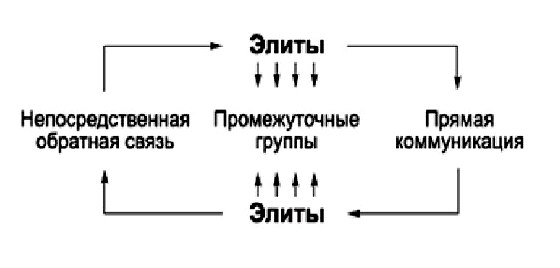 Элиты
Непосредственная
обратная связь
Промежуточные
группы
Прямая
коммуникация
Элиты